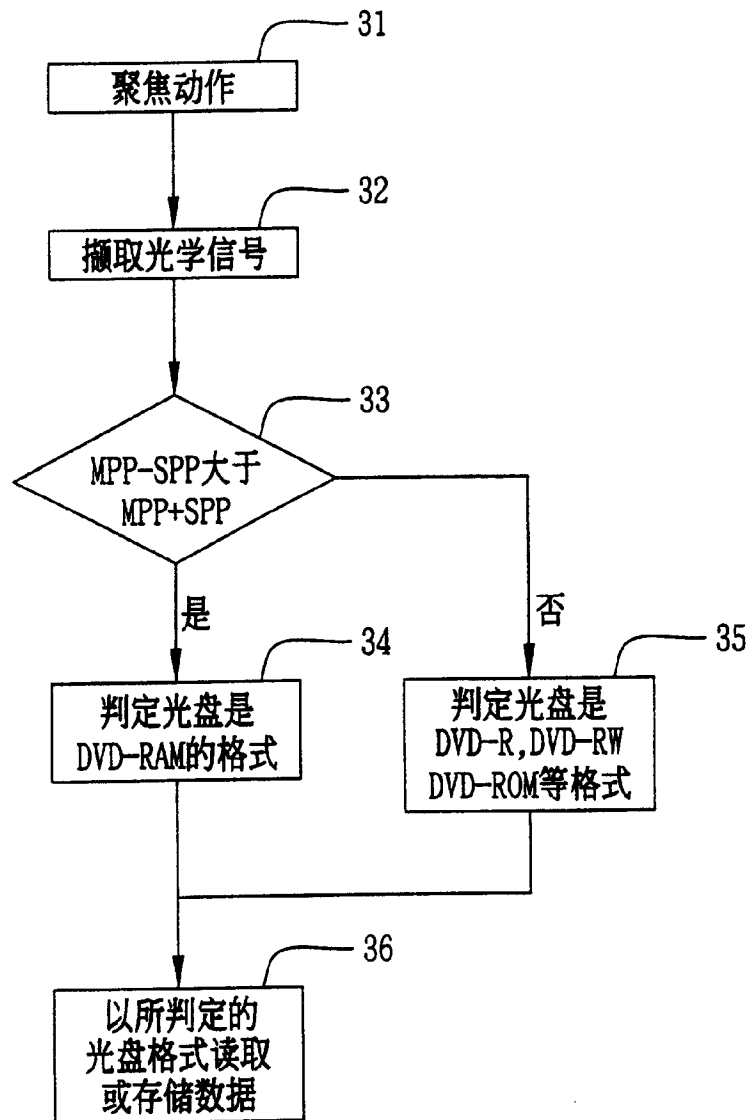 31
聚焦动作
32
撷取光学信号
33
MPP-SPP大于
MPP+SPP
是
否
34
35
判定光盘是
DVD-RAM的格式
判定光盘是
DVD-R,DVD-RW
DVD-ROM等格式
36
以所判定的
光盘格式读取
或存储数据